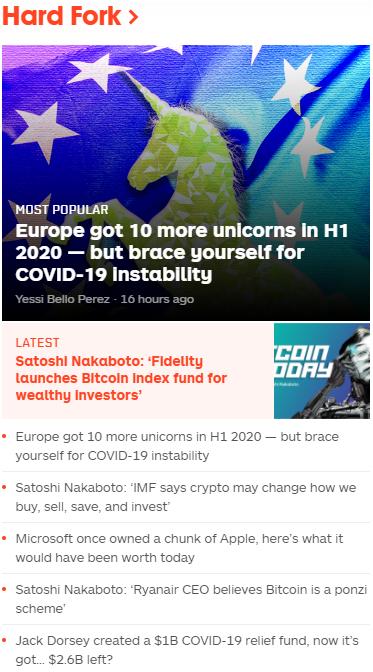 Hard Fork >
MOST POPULAR
Europe got 10 more unicorns in H1
2020 — but brace yourself for
COVID-19 instability
Yessi Bello Perez · 16 hours ago
LATEST
Satoshi Nakaboto: ‘Fidelity
launches Bitcoin index fund for
wealthy investors’
COIN
ODAY
hi Nakaboto
Europe got 10 more unicorns in H1 2020 — but brace
yourself for COVID-19 instability
Satoshi Nakaboto: ‘IMF says crypto may change how we
buy, sell, save, and invest’
Microsoft once owned a chunk of Apple, here’s what it
would have been worth today
Satoshi Nakaboto: ‘Ryanair CEO believes Bitcoin is a ponzi
scheme’
Jack Dorsey created a $1B COVID-19 relief fund, now it’s
got... $2.6B left?